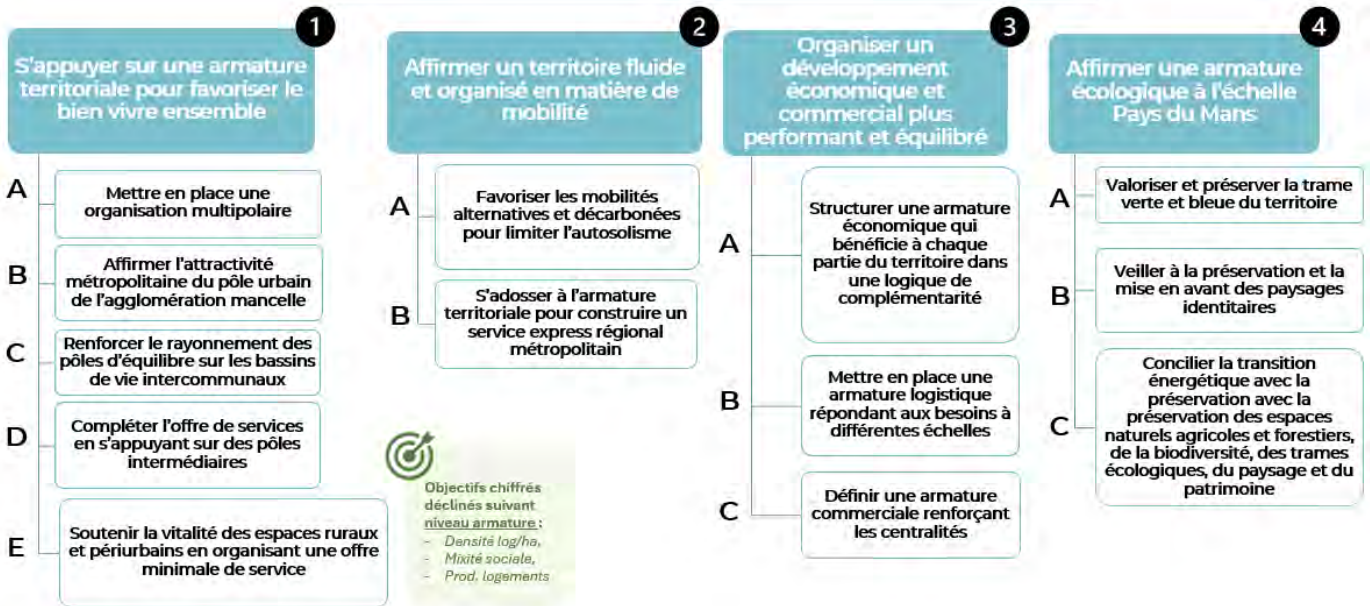 1
S'appuyer sur une armature
territoriale pour favoriser le
bien vivre ensemble
A
Mettre en place une
organisation multipolaire
B
Affirmer l'attractivité
métropolitaine du pôle urbain
de l'agglomération mancelle
C
Renforcer le rayonnement des
pôles d'équilibre sur les bassins
de vie intercommunaux
D
Compléter l'offre de services
en s'appuyant sur des pôles
intermédiaires
E
Soutenir la vitalité des espaces ruraux
et périurbains en organisant une offre
minimale de service
2
Affirmer un territoire fluide
et organisé en matière de
mobilité
A
Favoriser les mobilités
alternatives et décarbonées
pour limiter l'autosolisme
B
S'adosser à l'armature
territoriale pour construire un
service express régional
métropolitain
Objectifs chiffrés
déclinés suivant
niveau armature :
- Densité log/ha,
- Mixité sociale,
- Prod. logements
3
Organiser un
développement
économique et
commercial plus
performant et équilibré
A
Structurer une armature
économique qui
bénéficie à chaque
partie du territoire dans
une logique de
complémentarité
B
Mettre en place une
armature logistique
répondant aux besoins à
différentes échelles
C
Définir une armature
commerciale renforçant
les centralités
4
Affirmer une armature
écologique à l'échelle
Pays du Mans
A
Valoriser et préserver la trame
verte et bleue du territoire
B
Veiller à la préservation et la
mise en avant des paysages
identitaires
C
Concilier la transition
énergétique avec la
préservation avec la
préservation des espaces
naturels agricoles et forestiers,
de la biodiversité, des trames
écologiques, du paysage et du
patrimoine